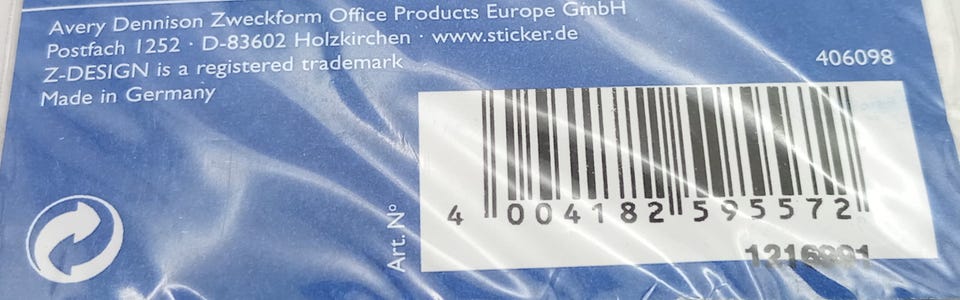 Avery Dennison Zweckform Office Products Europe GmbH
Postfach 1252 · D-83602 Holzkirchen · www.sticker.de
Z-DESIGN is a registered trademark
Made in Germany
406098
Art. N°
4 004182 595572